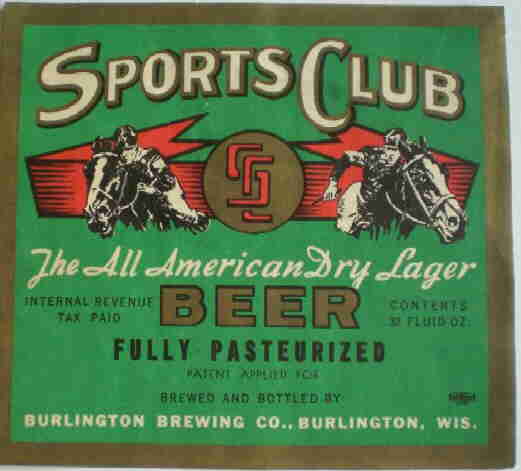 SPORTS CLUB
SC
The All American Dry Lager
INTERNAL REVENUE
TAX PAID
BEER
CONTENTS
32 FLUID OZ.
FULLY PASTEURIZED
PATENT APPLIED FOR
BREWED AND BOTTLED BY
BURLINGTON BREWING CO., BURLINGTON, WIS.